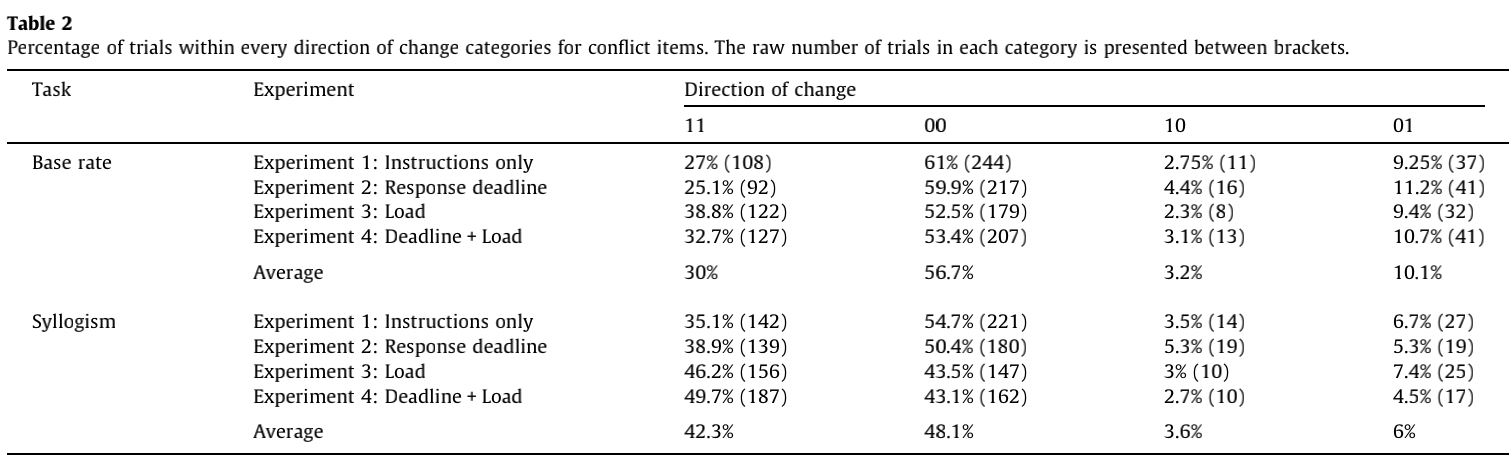 Table 2
Percentage of trials within every direction of change categories for conflict items. The raw number of trials in each category is presented between brackets.
Task Experiment Direction of change
11 00 10 01
Base rate Experiment 1: Instructions only 27% (108) 61% (244) 2.75% (11) 9.25% (37)
Experiment 2: Response deadline 25.1% (92) 59.9% (217) 4.4% (16) 11.2% (41)
Experiment 3: Load 38.8% (122) 52.5% (179) 2.3% (8) 9.4% (32)
Experiment 4: Deadline + Load 32.7% (127) 53.4% (207) 3.1% (13) 10.7% (41)
Average 30% 56.7% 3.2% 10.1%
Syllogism Experiment 1: Instructions only 35.1% (142) 54.7% (221) 3.5% (14) 6.7% (27)
Experiment 2: Response deadline 38.9% (139) 50.4% (180) 5.3% (19) 5.3% (19)
Experiment 3: Load 46.2% (156) 43.5% (147) 3% (10) 7.4% (25)
Experiment 4: Deadline + Load 49.7% (187) 43.1% (162) 2.7% (10) 4.5% (17)
Average 42.3% 48.1% 3.6% 6%